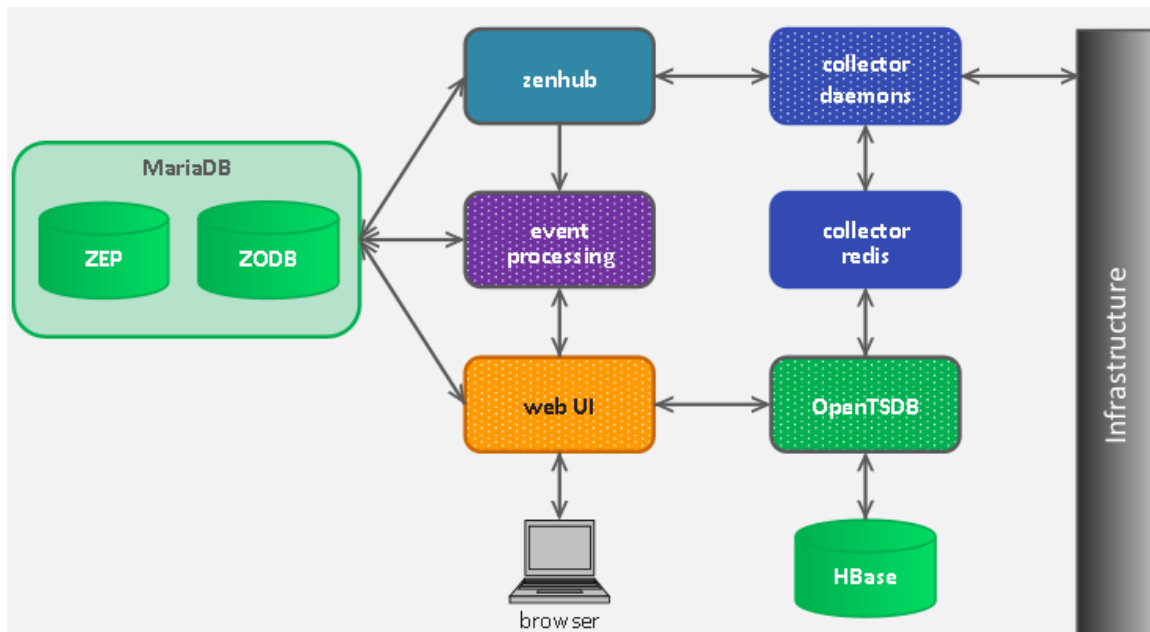 zenhub
collector
daemons
MariaDB
ZEP
ZODB
event
processing
collector
redis
web UI
OpenTSDB
HBase
browser
Infrastructure